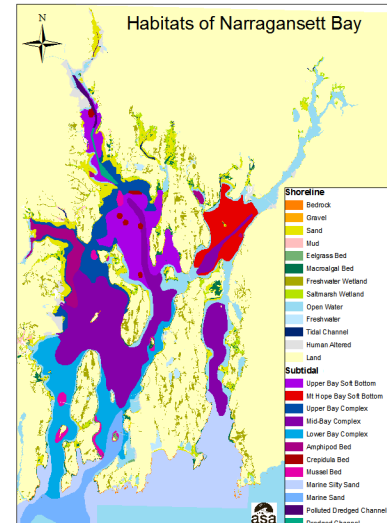 Habitats of Narragansett Bay
N
Shoreline
Bedrock
Gravel
Sand
Mud
Eelgrass Bed
Macroalgal Bed
Freshwater Wetland
Saltmarsh Wetland
Open Water
Freshwater
Tidal Channel
Human Altered
Land
Subtidal
Upper Bay Soft Bottom
Mt Hope Bay Soft Bottom
Upper Bay Complex
Mid-Bay Complex
Lower Bay Complex
Amphipod Bed
Crepidula Bed
Mussel Bed
Marine Silty Sand
Marine Sand
Polluted Dredged Channel
Dredged Channel
asa